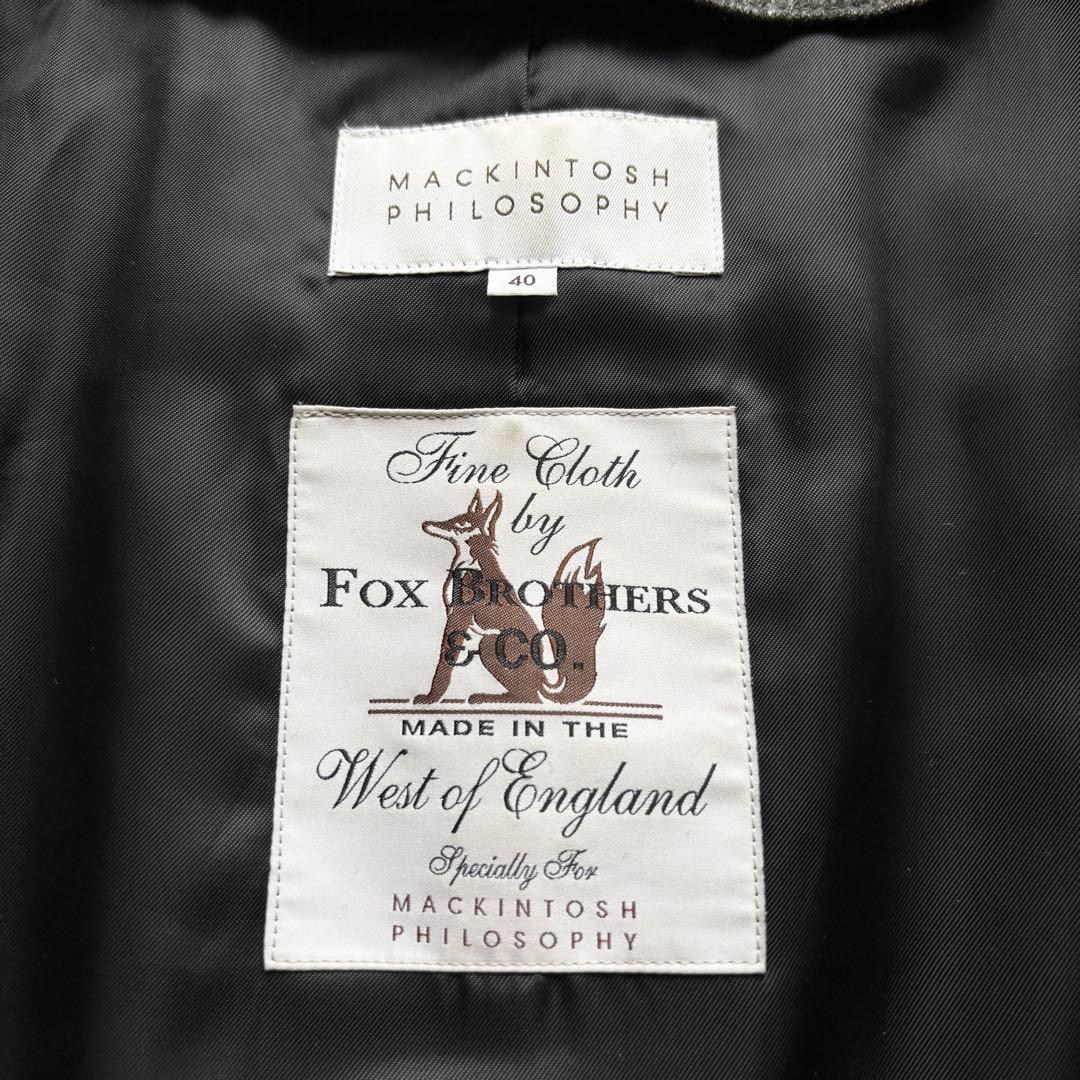 MACKINTOSH
PHILOSOPHY
40
Fine Cloth
by
FOX BROTHERS
& CO.
MADE IN THE
West of England
Specially For
MACKINTOSH
PHILOSOPHY